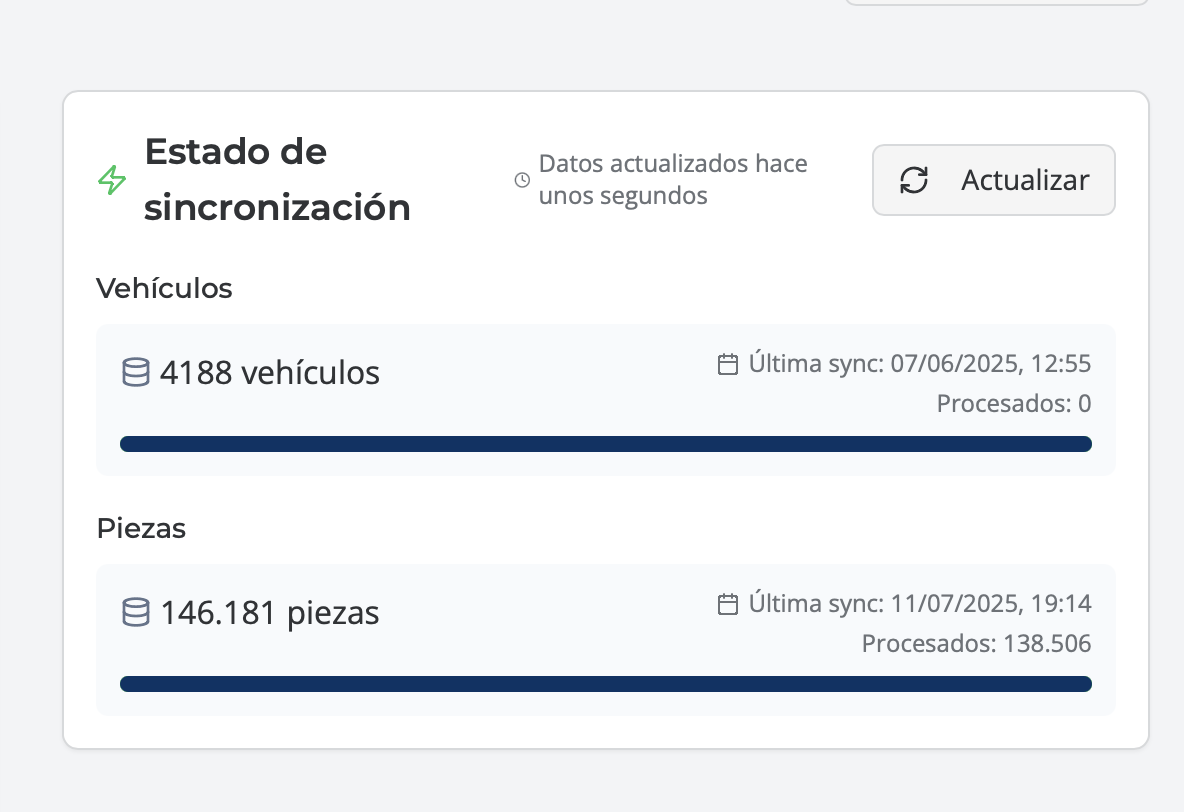 Estado de
sincronización
Datos actualizados hace
unos segundos
Actualizar
Vehículos
4188 vehículos
Última sync: 07/06/2025, 12:55
Procesados: 0
Piezas
146.181 piezas
Última sync: 11/07/2025, 19:14
Procesados: 138.506